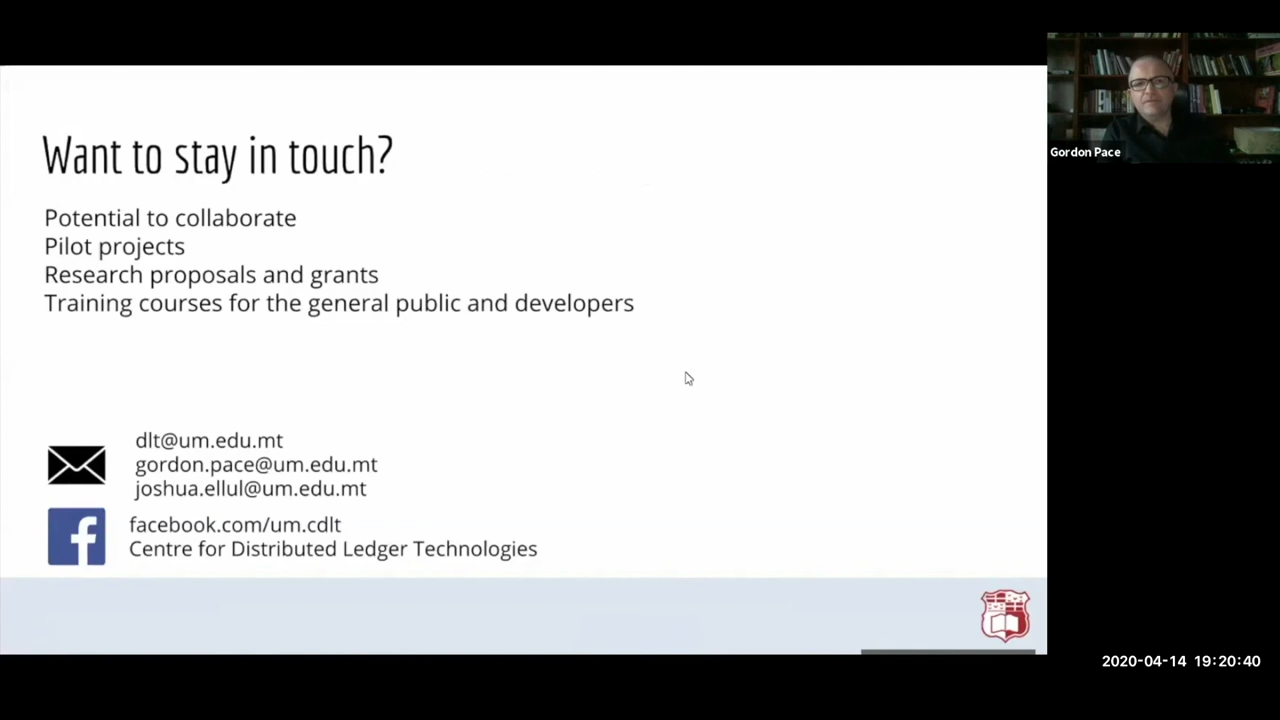 Want to stay in touch?
Potential to collaborate
Pilot projects
Research proposals and grants
Training courses for the general public and developers
dlt@um.edu.mt
gordon.pace@um.edu.mt
joshua.ellul@um.edu.mt
facebook.com/um.cdlt
Centre for Distributed Ledger Technologies
Gordon Pace
2020-04-14 19:20:40